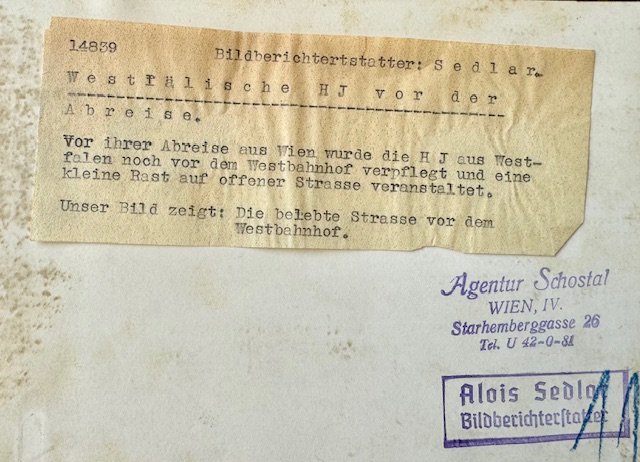 14839 Bildberichtertstatter: Sedlar.
Westfälische HJ vor der
Abreise.
Vor ihrer Abreise aus Wien wurde die H J aus West-
falen noch vor dem Westbahnhof verpflegt und eine
kleine Rast auf offener Strasse veranstaltet.
Unser Bild zeigt: Die belebte Strasse vor dem
Westbahnhof.
Agentur Schostal
WIEN, IV.
Starhemberggasse 26
Tel. U 42-0-81
Alois Sedlar
Bildberichterstatter